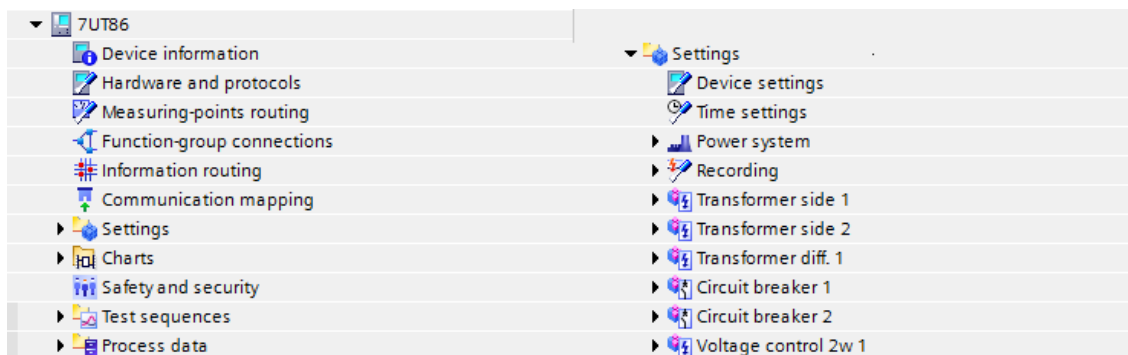 7UT86
Device information
Hardware and protocols
Measuring-points routing
Function-group connections
Information routing
Communication mapping
Settings
Charts
Safety and security
Test sequences
Process data
Settings
Device settings
Time settings
Power system
Recording
Transformer side 1
Transformer side 2
Transformer diff. 1
Circuit breaker 1
Circuit breaker 2
Voltage control 2w 1